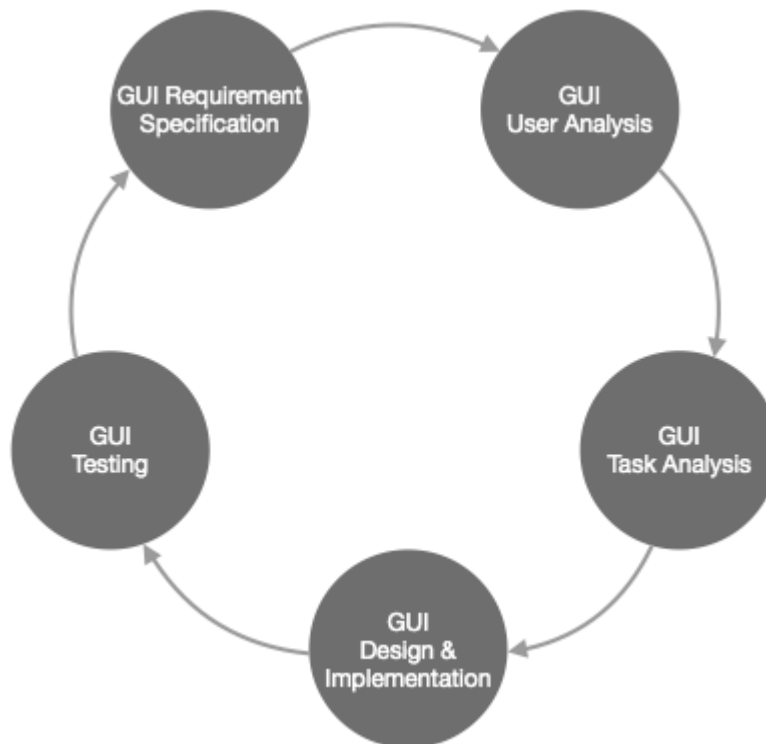 GUI Requirement
Specification
GUI
User Analysis
GUI
Task Analysis
GUI
Design &
Implementation
GUI
Testing